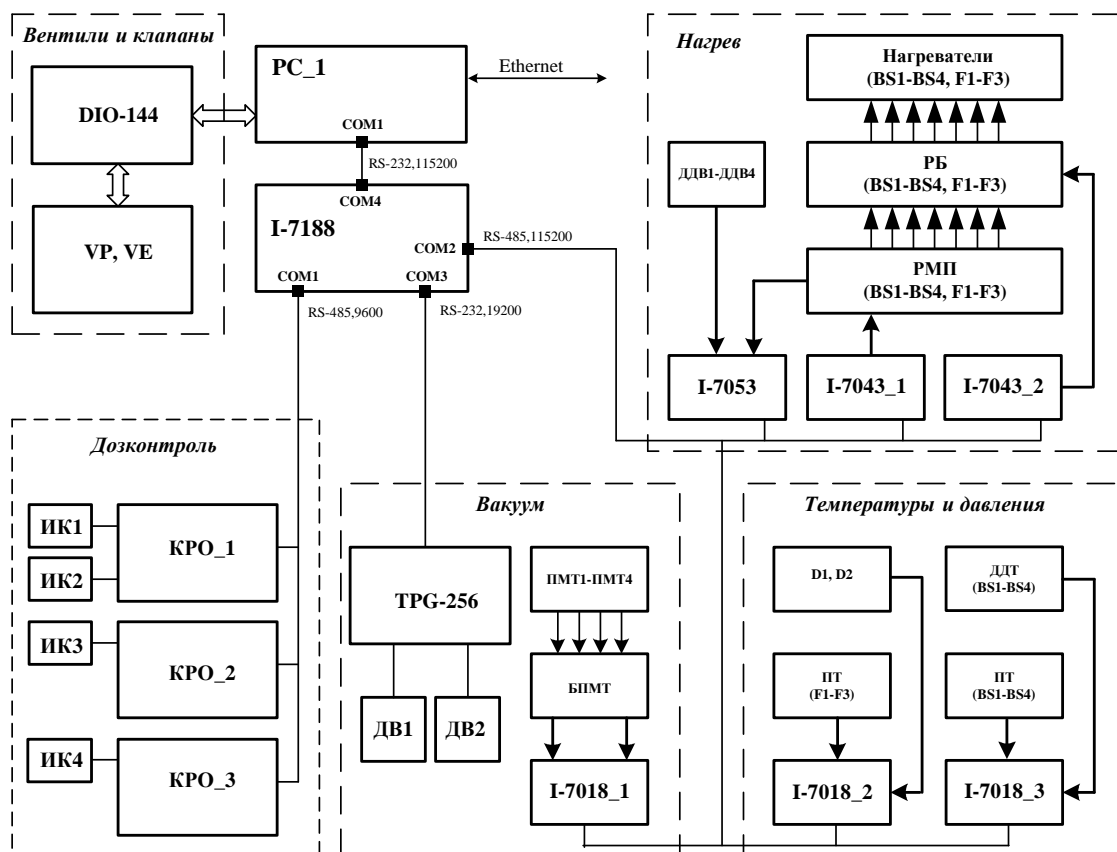 Вентили и клапаны
DIO-144
VP, VE
PC_1
COM1
Ethernet
RS-232,115200
COM4
I-7188
COM2
COM1
COM3
RS-485,115200
RS-485,9600
RS-232,19200
Нагрев
Нагреватели
(BS1-BS4, F1-F3)
ДДВ1-ДДВ4
РБ
(BS1-BS4, F1-F3)
РМП
(BS1-BS4, F1-F3)
I-7053
I-7043_1
I-7043_2
Дозконтроль
ИК1
ИК2
КРО_1
ИК3
КРО_2
ИК4
КРО_3
Вакуум
TPG-256
ДВ1
ДВ2
ПМТ1-ПМТ4
БПМТ
I-7018_1
Температуры и давления
D1, D2
ДДТ
(BS1-BS4)
ПТ
(F1-F3)
ПТ
(BS1-BS4)
I-7018_2
I-7018_3